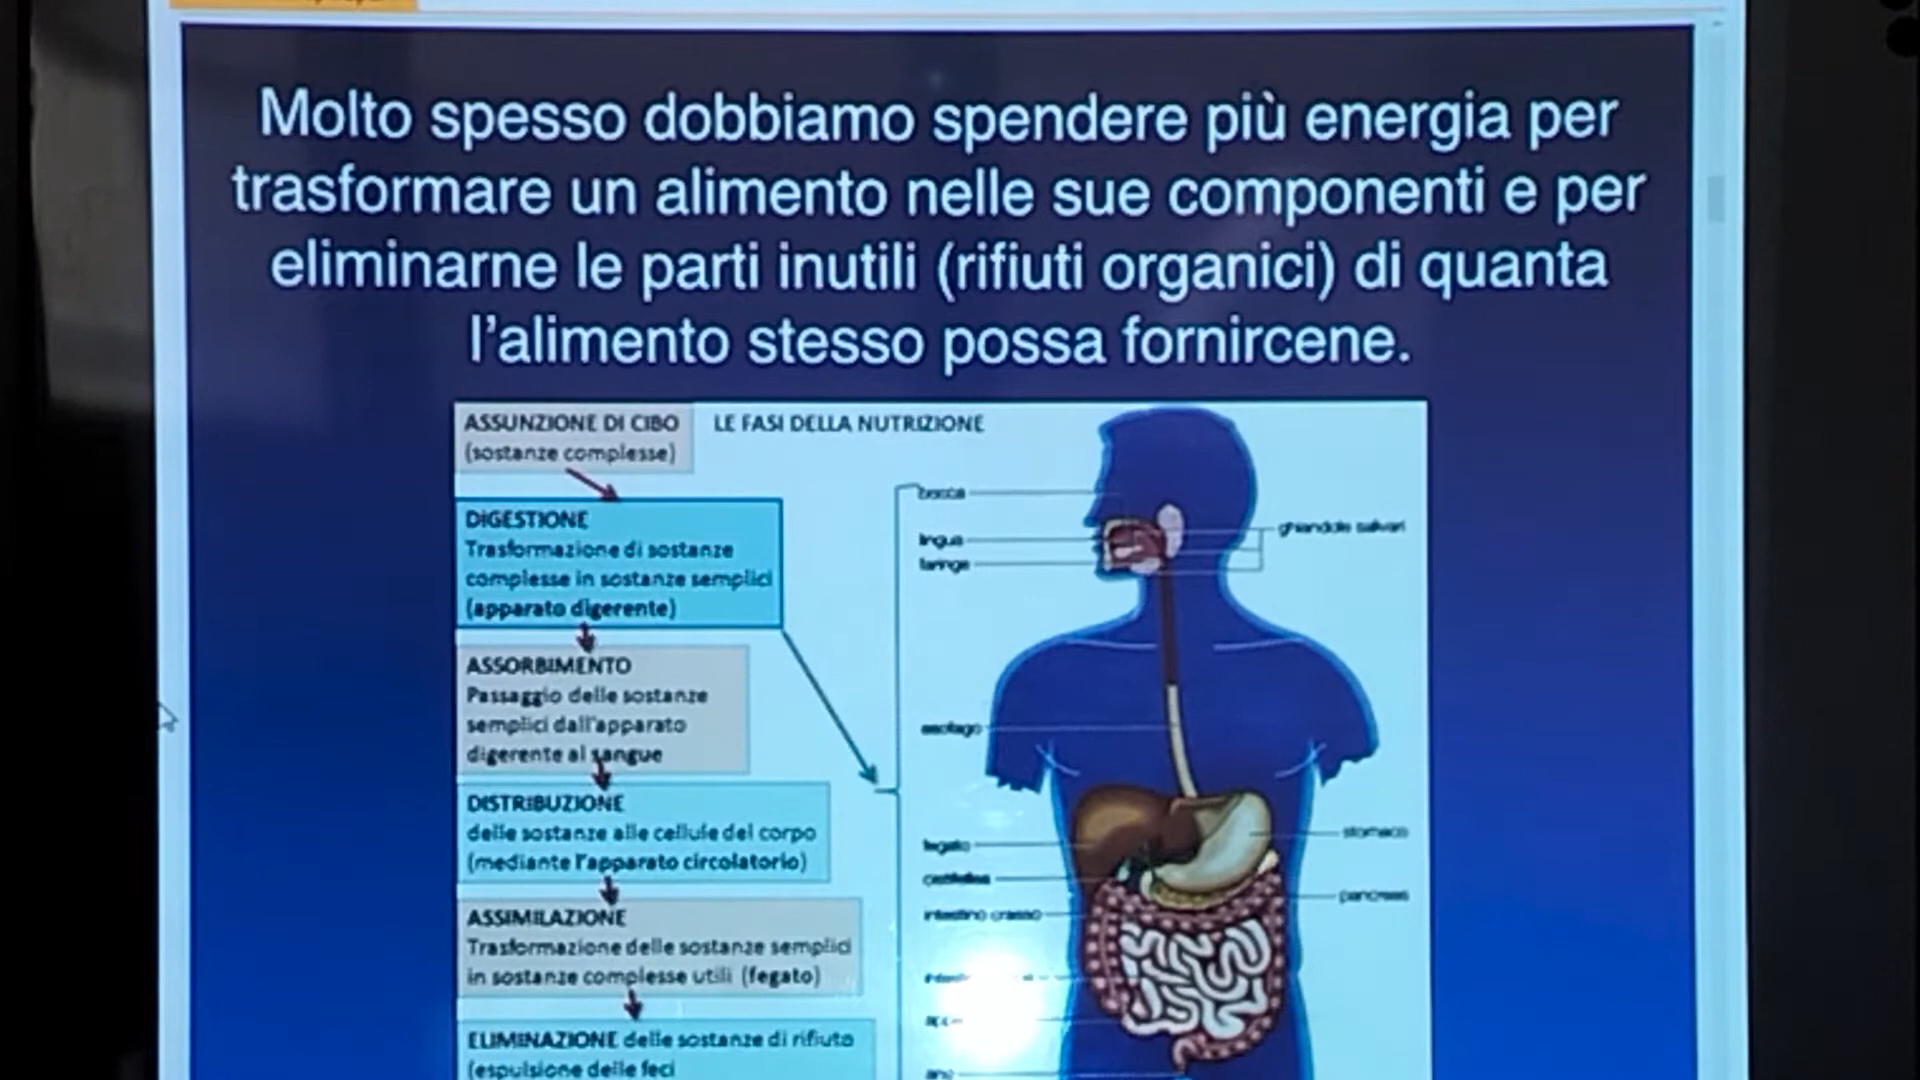 Molto spesso dobbiamo spendere più energia per
trasformare un alimento nelle sue componenti e per
eliminarne le parti inutili (rifiuti organici) di quanta
l'alimento stesso possa fornircene.
ASSUNZIONE DI CIBO
(sostanze complesse)
LE FASI DELLA NUTRIZIONE
DIGESTIONE
Trasformazione di sostanze
complesse in sostanze semplici
(apparato digerente)
ASSORBIMENTO
Passaggio delle sostanze
semplici dall'apparato
digerente al sangue
DISTRIBUZIONE
delle sostanze alle cellule del corpo
(mediante l'apparato circolatorio)
ASSIMILAZIONE
Trasformazione delle sostanze semplici
in sostanze complesse utili (fegato)
ELIMINAZIONE delle sostanze di rifiuto
(espulsione delle feci
bocca
lingua
faringe
ghiandole salivari
esofago
fegato
cistifellea
intestino crasso
stomaco
pancreas
ano